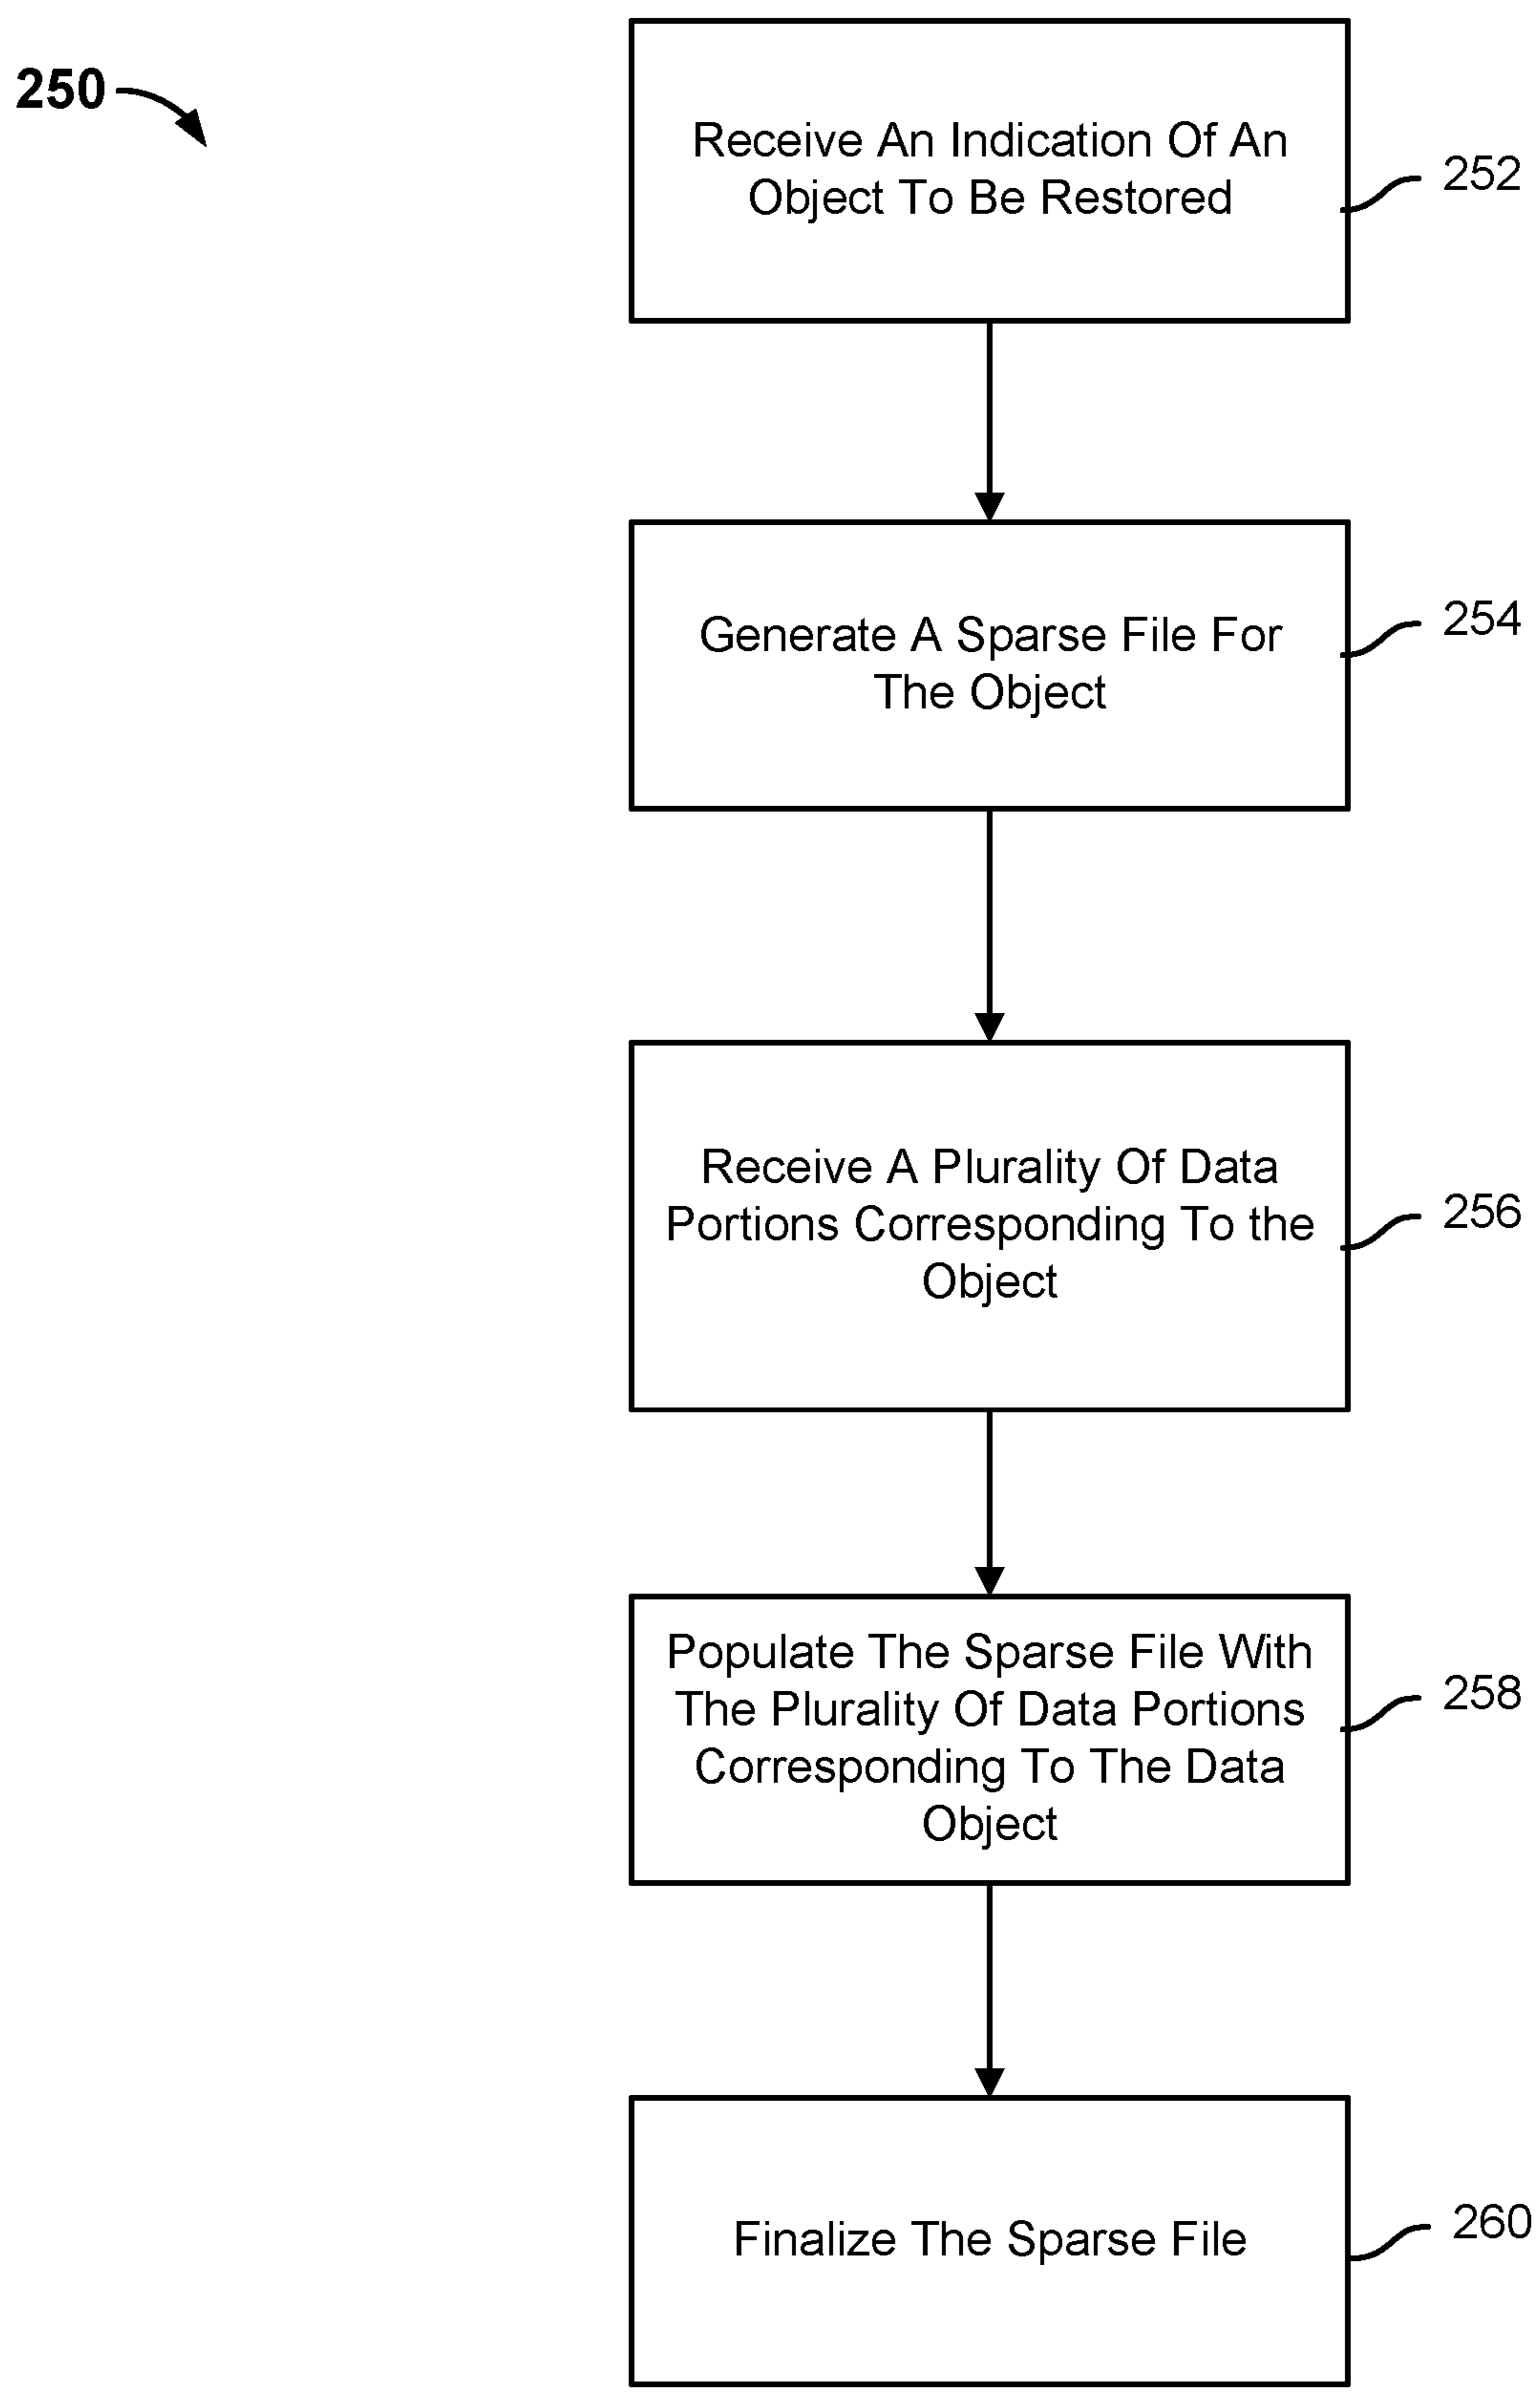 250
Receive An Indication Of An
Object To Be Restored
252
Generate A Sparse File For
The Object
254
Receive A Plurality Of Data
Portions Corresponding To the
Object
256
Populate The Sparse File With
The Plurality Of Data Portions
Corresponding To The Data
Object
258
Finalize The Sparse File
260